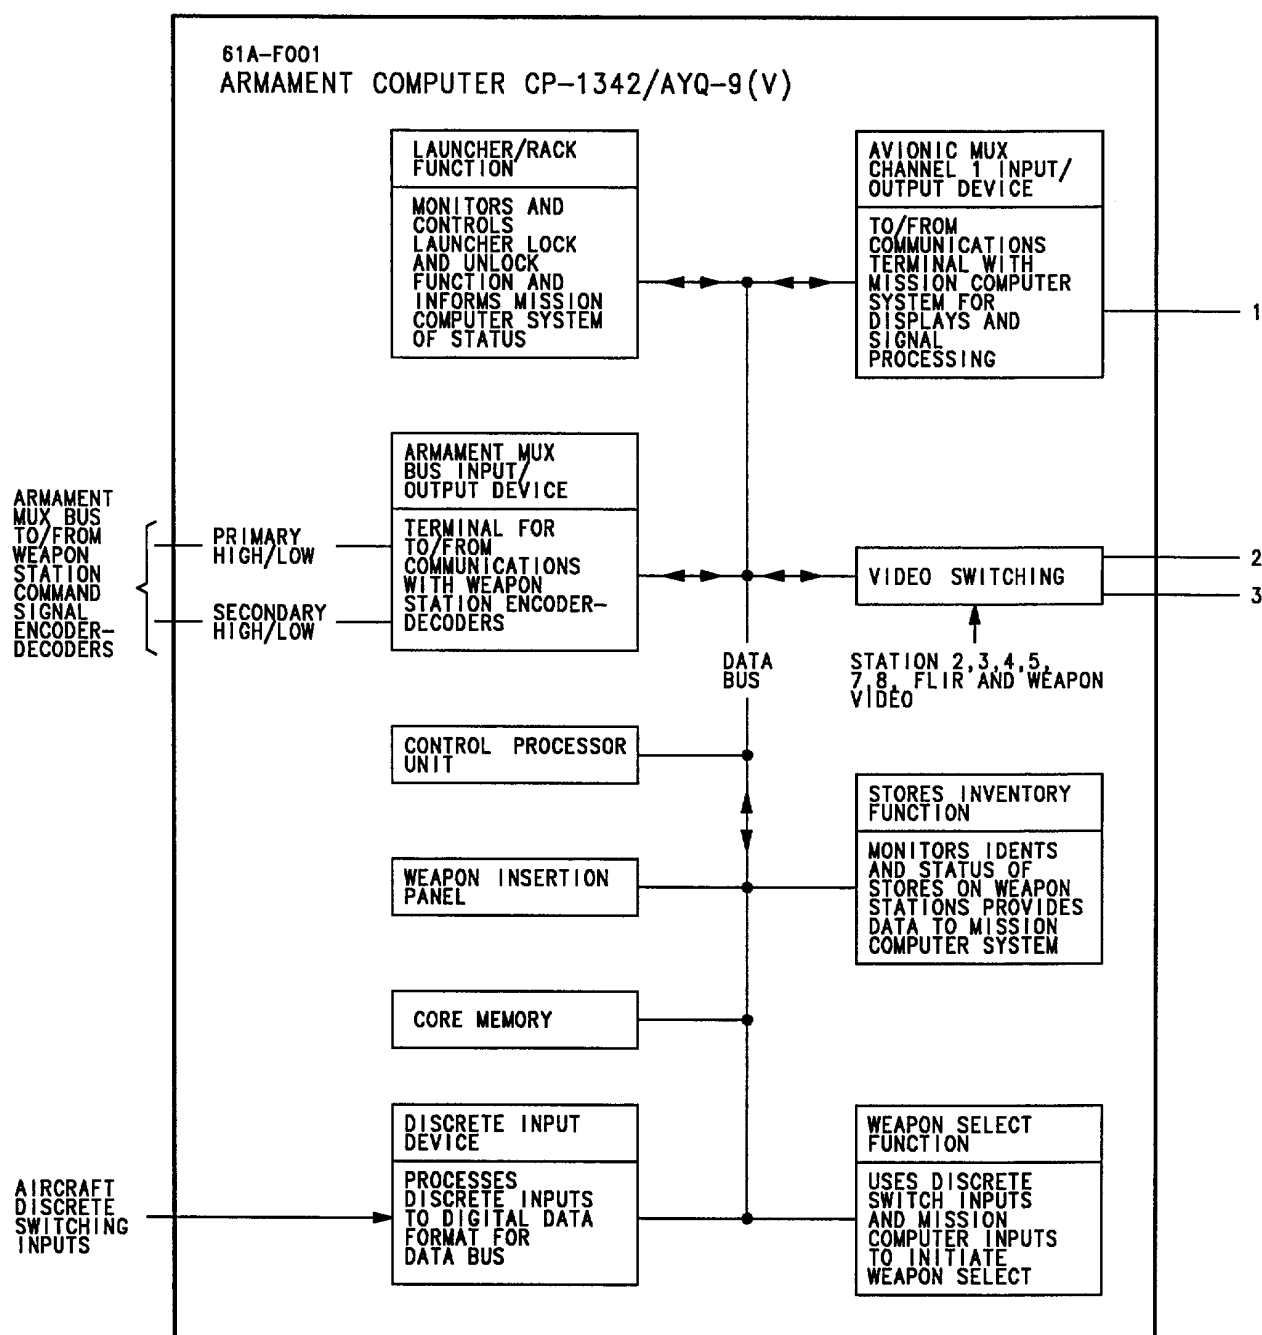 61A-F001
ARMAMENT COMPUTER CP-1342/AYQ-9(V)
LAUNCHER/RACK
FUNCTION
MONITORS AND
CONTROLS
LAUNCHER LOCK
AND UNLOCK
FUNCTION AND
INFORMS MISSION
COMPUTER SYSTEM
OF STATUS
AVIONIC MUX
CHANNEL 1 INPUT/
OUTPUT DEVICE
TO/FROM
COMMUNICATIONS
TERMINAL WITH
MISSION COMPUTER
SYSTEM FOR
DISPLAYS AND
SIGNAL
PROCESSING
1
ARMAMENT
MUX BUS
TO/FROM
WEAPON
STATION
COMMAND
SIGNAL
ENCODER-
DECODERS
PRIMARY
HIGH/LOW
SECONDARY
HIGH/LOW
ARMAMENT MUX
BUS INPUT/
OUTPUT DEVICE
TERMINAL FOR
TO/FROM
COMMUNICATIONS
WITH WEAPON
STATION ENCODER-
DECODERS
VIDEO SWITCHING
2
3
DATA
BUS
STATION 2,3,4,5,
7,8, FLIR AND WEAPON
VIDEO
CONTROL PROCESSOR
UNIT
STORES INVENTORY
FUNCTION
MONITORS IDENTS
AND STATUS OF
STORES ON WEAPON
STATIONS PROVIDES
DATA TO MISSION
COMPUTER SYSTEM
WEAPON INSERTION
PANEL
CORE MEMORY
AIRCRAFT
DISCRETE
SWITCHING
INPUTS
DISCRETE INPUT
DEVICE
PROCESSES
DISCRETE INPUTS
TO DIGITAL DATA
FORMAT FOR
DATA BUS
WEAPON SELECT
FUNCTION
USES DISCRETE
SWITCH INPUTS
AND MISSION
COMPUTER INPUTS
TO INITIATE
WEAPON SELECT